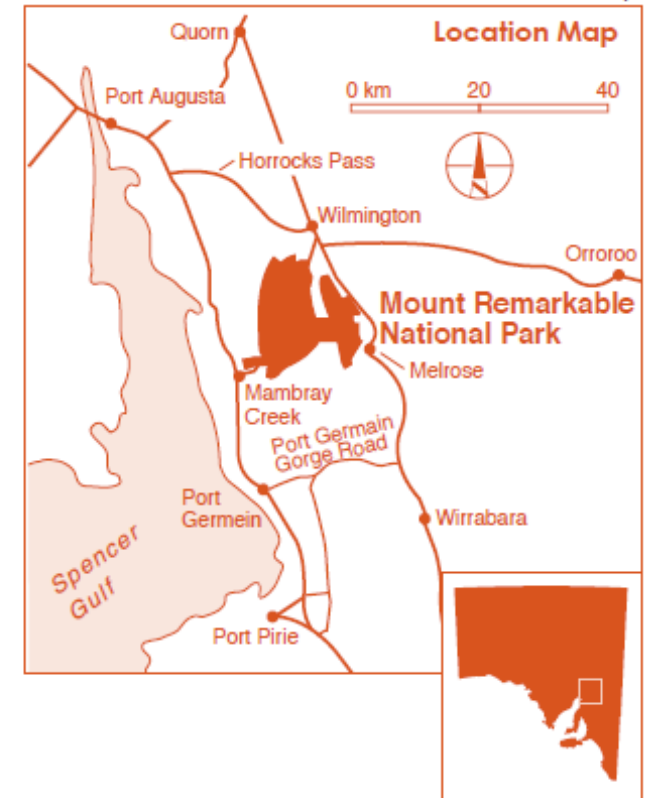 Quorn
Location Map
Port Augusta
0 km 20 40
Horrocks Pass
Wilmington
Orroroo
Mount Remarkable
National Park
Melrose
Mambray
Creek
Port Germain
Gorge Road
Port
Germein
Wirrabara
Spencer
Gulf
Port Pirie